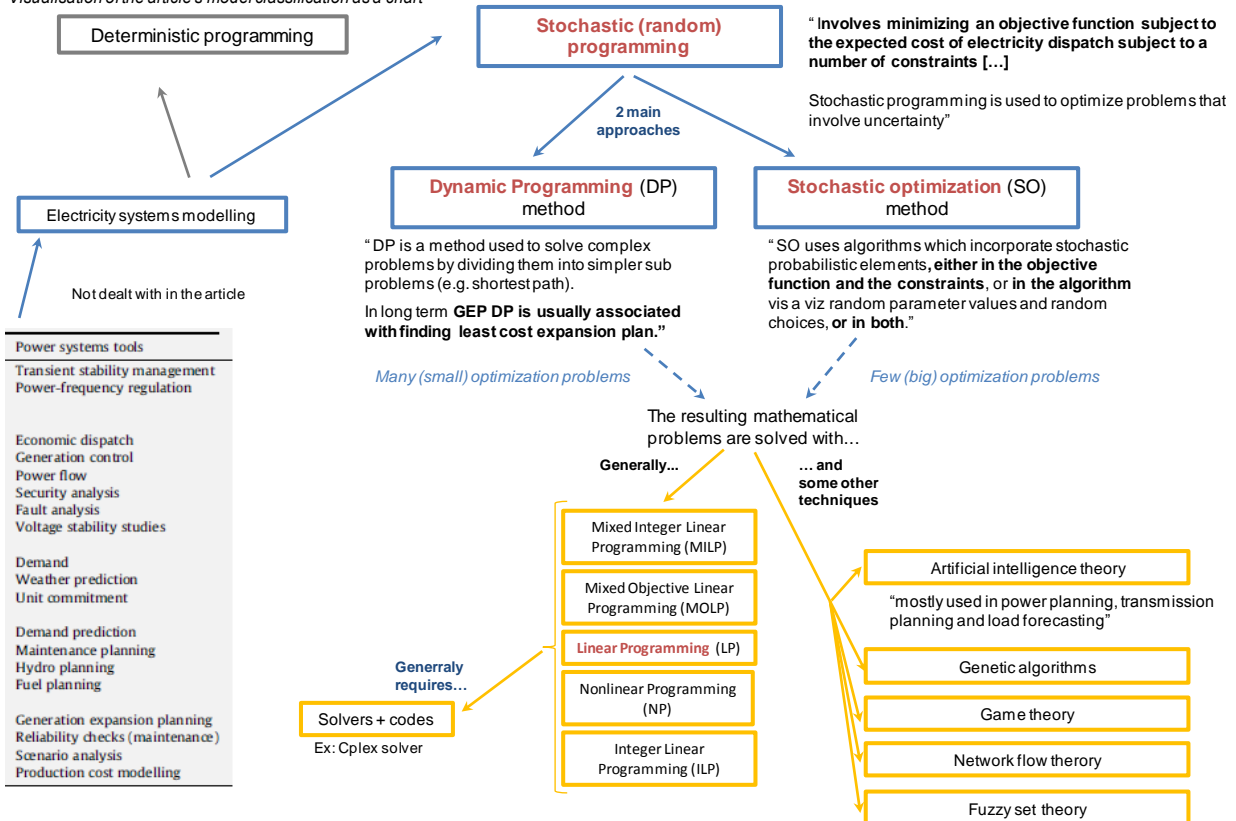 Visualisation of the article's model classification as a chart
Deterministic programming
Stochastic (random)
programming
“ Involves minimizing an objective function subject to
the expected cost of electricity dispatch subject to a
number of constraints […]
Stochastic programming is used to optimize problems that
involve uncertainty”
2 main
approaches
Electricity systems modelling
Dynamic Programming (DP)
method
Stochastic optimization (SO)
method
“ DP is a method used to solve complex
problems by dividing them into simpler sub
problems (e.g. shortest path).
In long term GEP DP is usually associated
with finding least cost expansion plan.”
“ SO uses algorithms which incorporate stochastic
probabilistic elements, either in the objective
function and the constraints, or in the algorithm
vis a viz random parameter values and random
choices, or in both.”
Not dealt with in the article
Power systems tools
Transient stability management
Power-frequency regulation
Economic dispatch
Generation control
Power flow
Security analysis
Fault analysis
Voltage stability studies
Demand
Weather prediction
Unit commitment
Demand prediction
Maintenance planning
Hydro planning
Fuel planning
Generation expansion planning
Reliability checks (maintenance)
Scenario analysis
Production cost modelling
Many (small) optimization problems
Few (big) optimization problems
The resulting mathematical
problems are solved with…
Generally...
… and
some other
techniques
Mixed Integer Linear
Programming (MILP)
Mixed Objective Linear
Programming (MOLP)
Linear Programming (LP)
Nonlinear Programming
(NP)
Integer Linear
Programming (ILP)
Generraly
requires…
Solvers + codes
Ex: Cplex solver
Artificial intelligence theory
“mostly used in power planning, transmission
planning and load forecasting”
Genetic algorithms
Game theory
Network flow therory
Fuzzy set theory